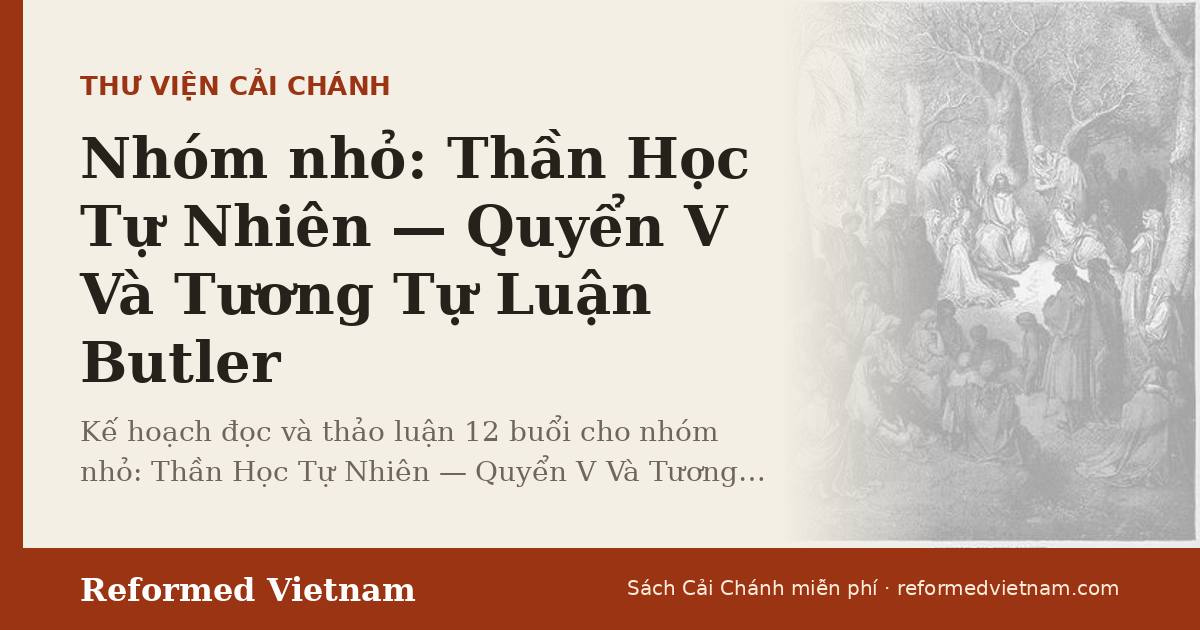 THƯ VIỆN CẢI CHÁNH
Nhóm nhỏ: Thần Học
Tự Nhiên — Quyển V
Và Tương Tự Luận
Butler
Kế hoạch đọc và thảo luận 12 buổi cho nhóm
nhỏ: Thần Học Tự Nhiên — Quyển V Và Tương...
Reformed Vietnam
Sách Cải Chánh miễn phí · reformedvietnam.com